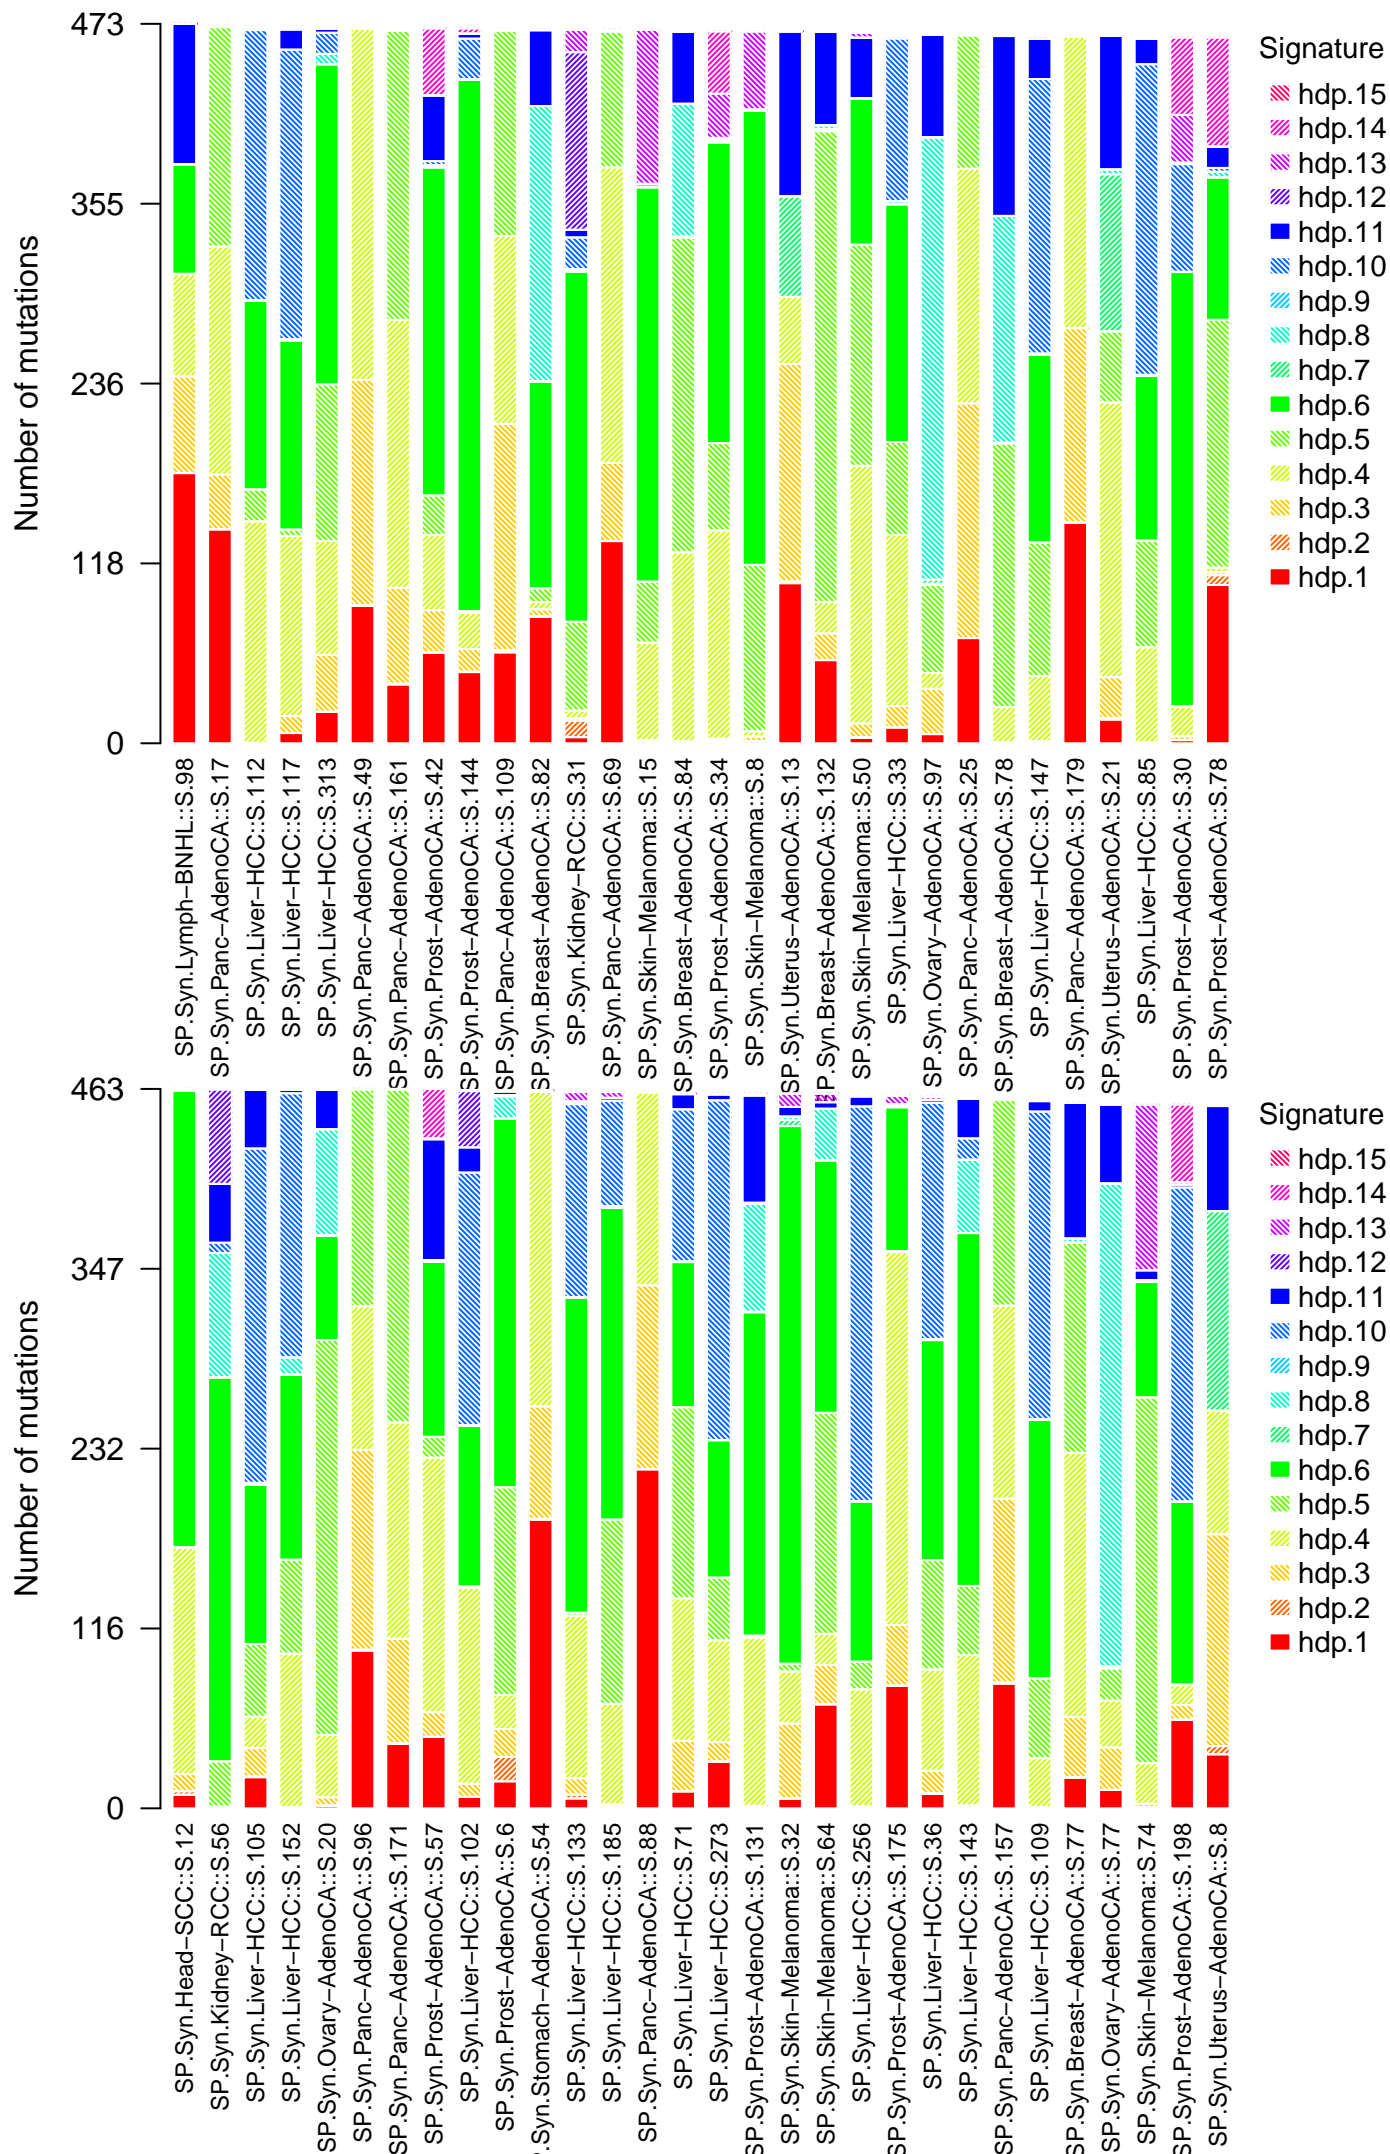 Number of mutations
473
355
236
118
0
Signature
hdp.15
hdp.14
hdp.13
hdp.12
hdp.11
hdp.10
hdp.9
hdp.8
hdp.7
hdp.6
hdp.5
hdp.4
hdp.3
hdp.2
hdp.1
SP.Syn.Lymph−BNHL::S.98
SP.Syn.Panc−AdenoCA::S.17
SP.Syn.Liver−HCC::S.112
SP.Syn.Liver−HCC::S.117
SP.Syn.Liver−HCC::S.313
SP.Syn.Panc−AdenoCA::S.49
SP.Syn.Panc−AdenoCA::S.161
SP.Syn.Prost−AdenoCA::S.42
SP.Syn.Prost−AdenoCA::S.144
SP.Syn.Panc−AdenoCA::S.109
SP.Syn.Breast−AdenoCA::S.82
SP.Syn.Kidney−RCC::S.31
SP.Syn.Panc−AdenoCA::S.69
SP.Syn.Skin−Melanoma::S.15
SP.Syn.Breast−AdenoCA::S.84
SP.Syn.Prost−AdenoCA::S.34
SP.Syn.Skin−Melanoma::S.8
SP.Syn.Uterus−AdenoCA::S.13
SP.Syn.Breast−AdenoCA::S.132
SP.Syn.Skin−Melanoma::S.50
SP.Syn.Liver−HCC::S.33
SP.Syn.Ovary−AdenoCA::S.97
SP.Syn.Panc−AdenoCA::S.25
SP.Syn.Breast−AdenoCA::S.78
SP.Syn.Liver−HCC::S.147
SP.Syn.Panc−AdenoCA::S.179
SP.Syn.Uterus−AdenoCA::S.21
SP.Syn.Liver−HCC::S.85
SP.Syn.Prost−AdenoCA::S.30
SP.Syn.Prost−AdenoCA::S.78
Number of mutations
463
347
232
116
0
Signature
hdp.15
hdp.14
hdp.13
hdp.12
hdp.11
hdp.10
hdp.9
hdp.8
hdp.7
hdp.6
hdp.5
hdp.4
hdp.3
hdp.2
hdp.1
SP.Syn.Head−SCC::S.12
SP.Syn.Kidney−RCC::S.56
SP.Syn.Liver−HCC::S.105
SP.Syn.Liver−HCC::S.152
SP.Syn.Ovary−AdenoCA::S.20
SP.Syn.Panc−AdenoCA::S.96
SP.Syn.Panc−AdenoCA::S.171
SP.Syn.Prost−AdenoCA::S.57
SP.Syn.Liver−HCC::S.102
SP.Syn.Prost−AdenoCA::S.6
.Syn.Stomach−AdenoCA::S.54
SP.Syn.Liver−HCC::S.133
SP.Syn.Liver−HCC::S.185
SP.Syn.Panc−AdenoCA::S.88
SP.Syn.Liver−HCC::S.71
SP.Syn.Liver−HCC::S.273
SP.Syn.Prost−AdenoCA::S.131
SP.Syn.Skin−Melanoma::S.32
SP.Syn.Skin−Melanoma::S.64
SP.Syn.Liver−HCC::S.256
SP.Syn.Prost−AdenoCA::S.175
SP.Syn.Liver−HCC::S.36
SP.Syn.Liver−HCC::S.143
SP.Syn.Panc−AdenoCA::S.157
SP.Syn.Liver−HCC::S.109
SP.Syn.Breast−AdenoCA::S.77
SP.Syn.Ovary−AdenoCA::S.77
SP.Syn.Skin−Melanoma::S.74
SP.Syn.Prost−AdenoCA::S.198
SP.Syn.Uterus−AdenoCA::S.8